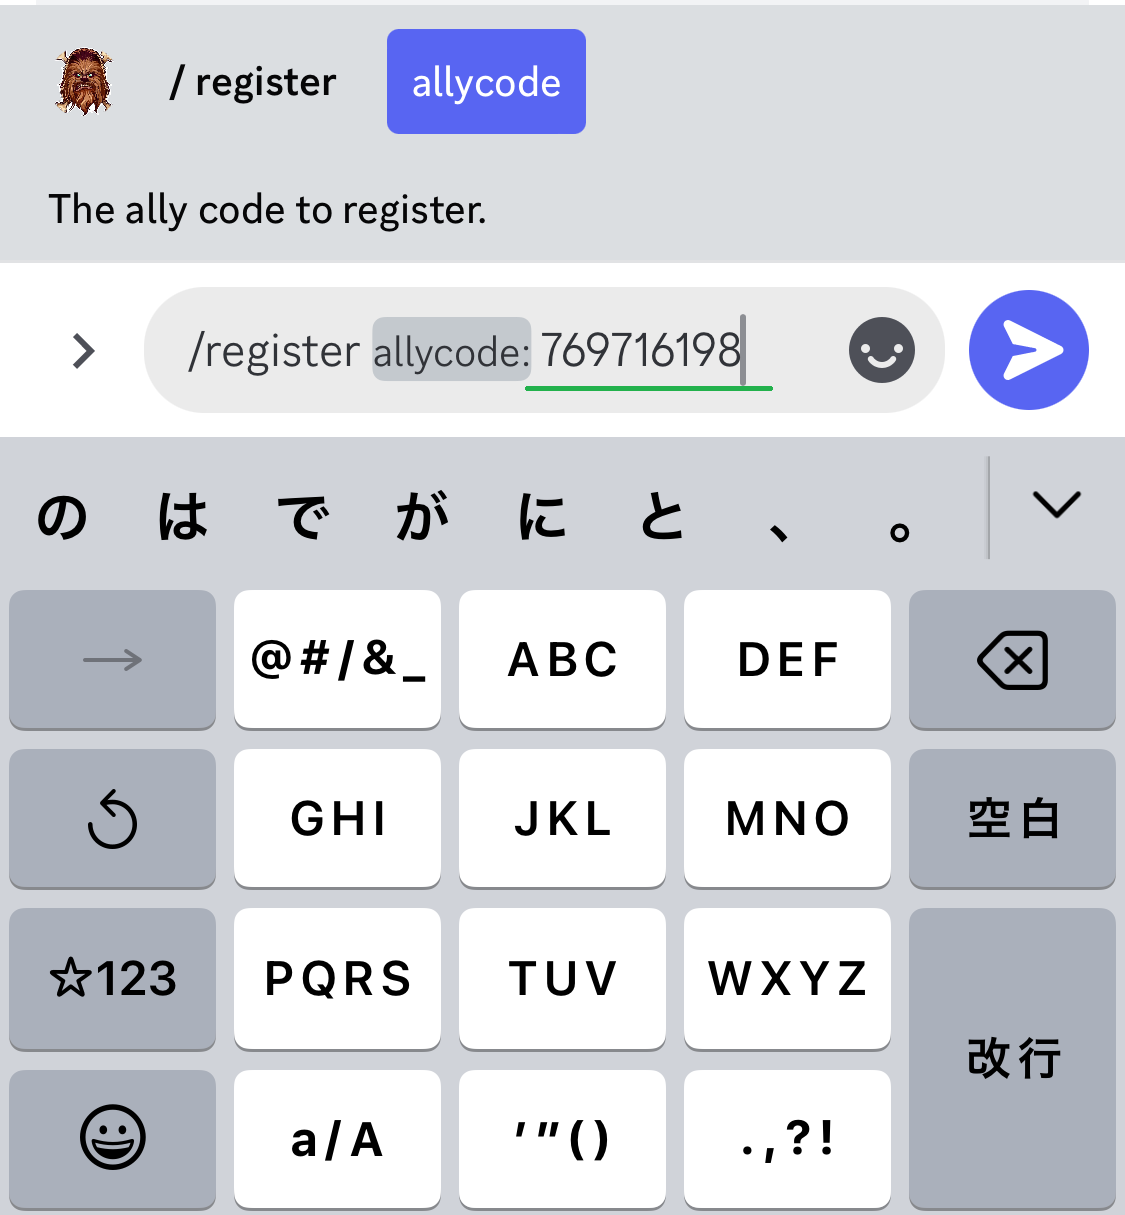 / register allycode
The ally code to register.
/register allycode: 769716198
の は で が に と 、 。
→ @#/&_ ABC DEF
GHI JKL MNO 空白
☆123 PQRS TUV WXYZ
改行
a/A ′″() .,?!